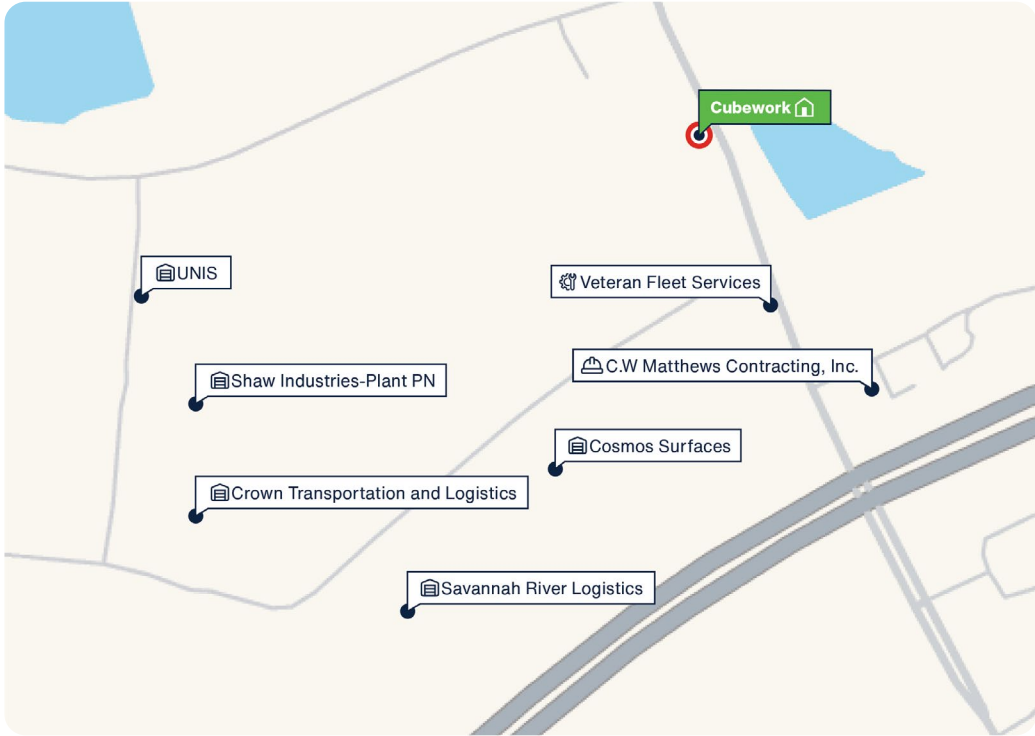 Cubework
UNIS
Veteran Fleet Services
C.W Matthews Contracting, Inc.
Shaw Industries-Plant PN
Cosmos Surfaces
Crown Transportation and Logistics
Savannah River Logistics